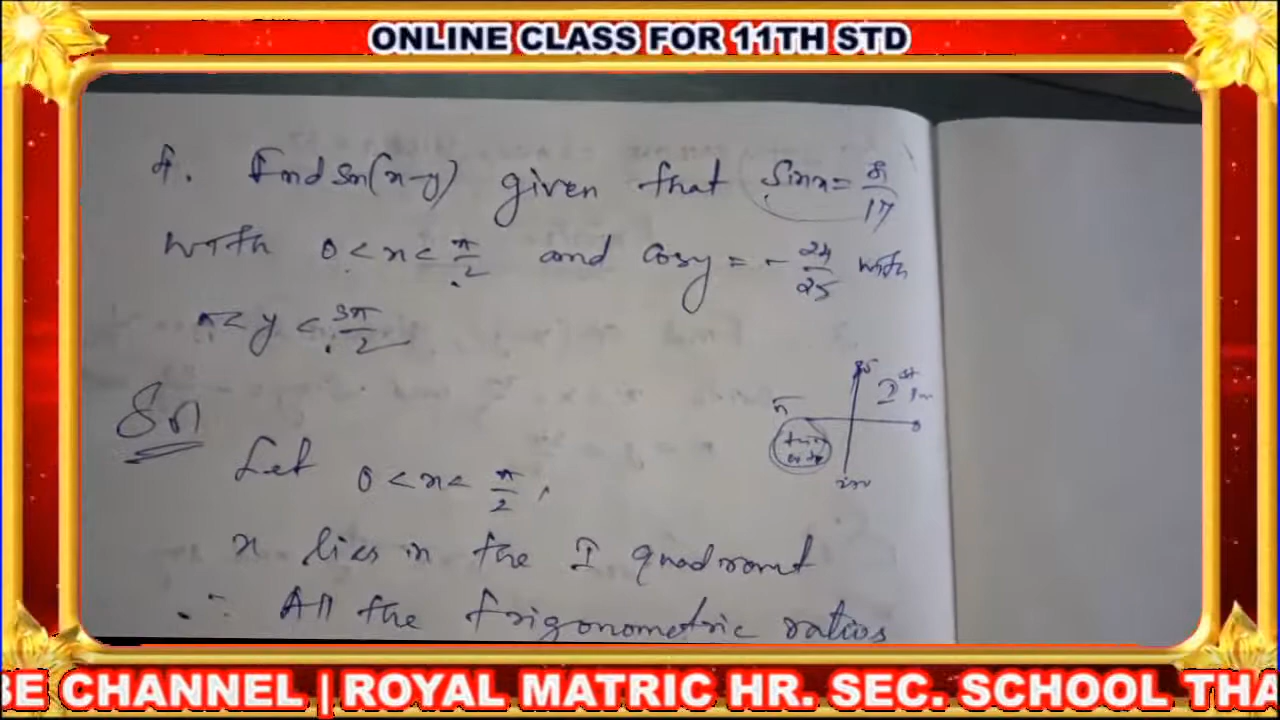 ONLINE CLASS FOR 11TH STD
4. Find Sin(x-y) given that Sinx = 8/17
with 0 < x < π/2 and cosy = -24/25 with
π < y < 3π/2
Soln
Let 0 < x < π/2,
x lies in the I quadrant
∴ All the trigonometric ratios
BE CHANNEL | ROYAL MATRIC HR. SEC. SCHOOL THA